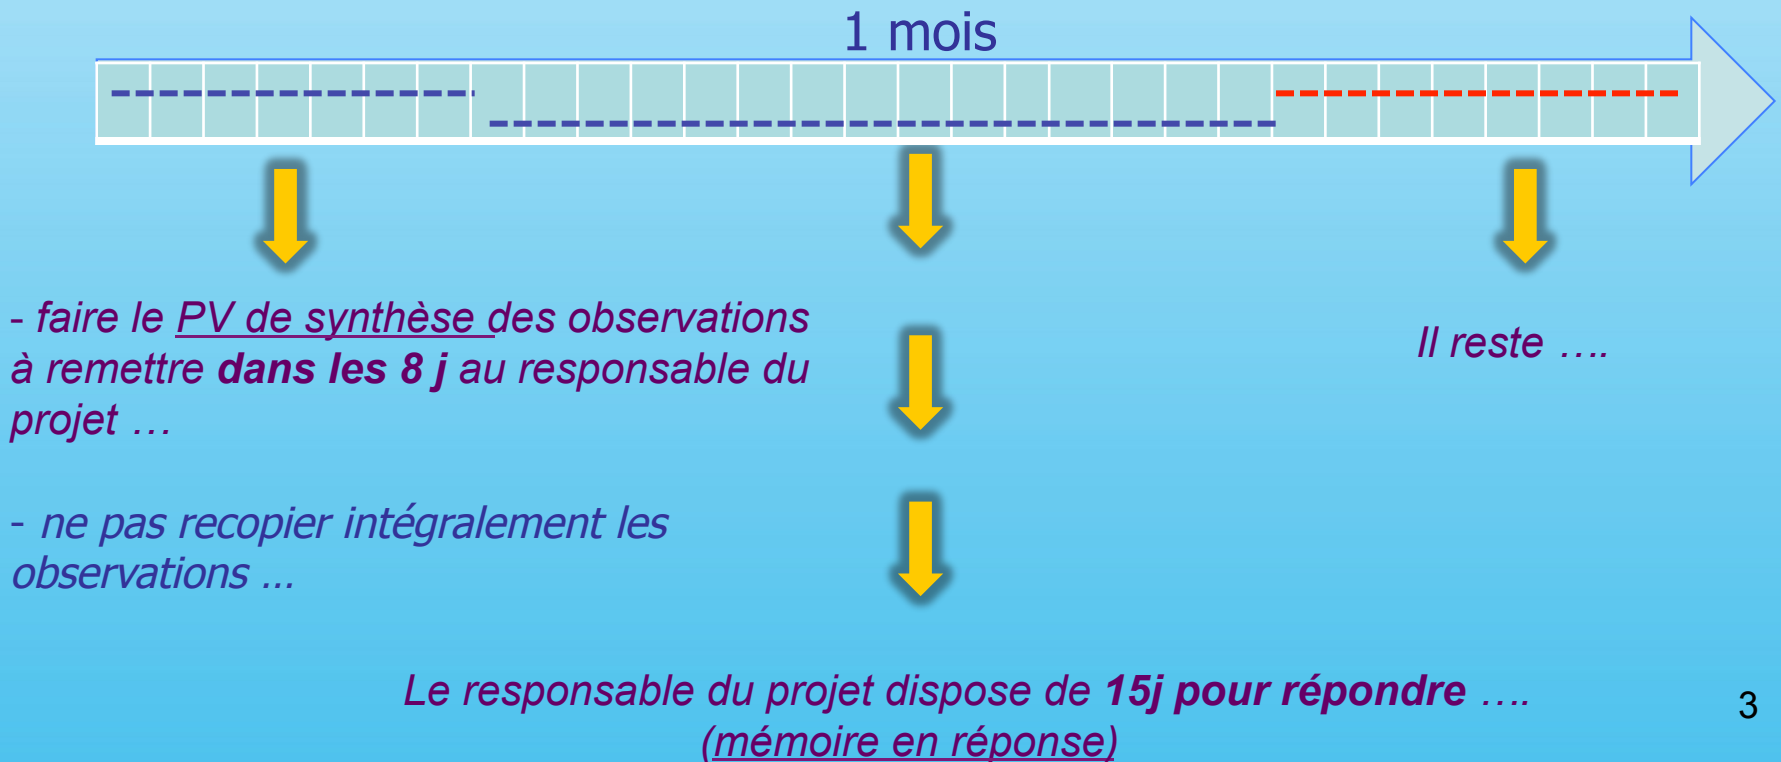 1 mois
- faire le PV de synthèse des observations
à remettre dans les 8 j au responsable du
projet …
Il reste ….
- ne pas recopier intégralement les
observations …
Le responsable du projet dispose de 15j pour répondre ….
(mémoire en réponse)
3